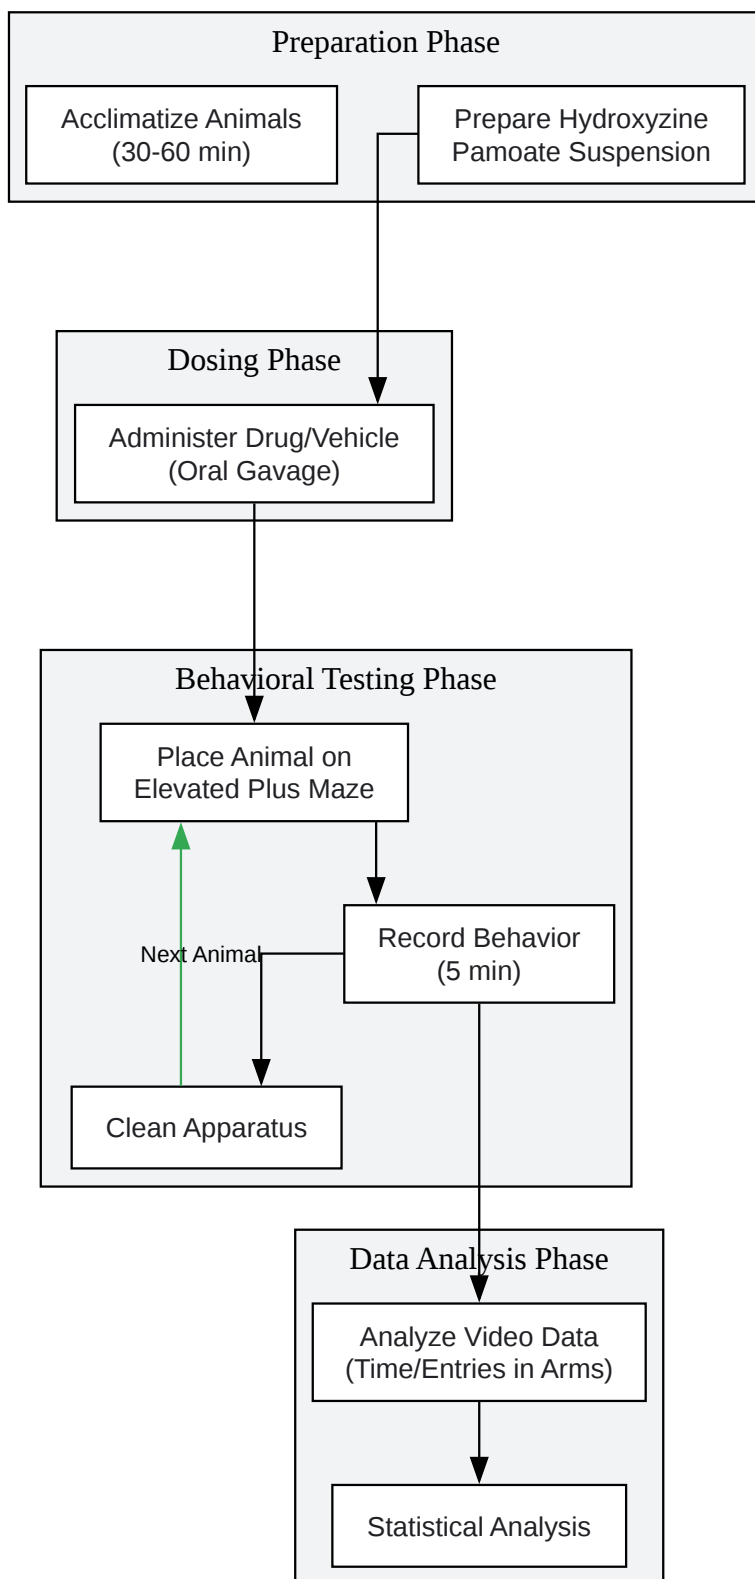 Preparation Phase
Acclimatize Animals
(30-60 min)
Prepare Hydroxyzine
Pamoate Suspension
Dosing Phase
Administer Drug/Vehicle
(Oral Gavage)
Behavioral Testing Phase
Place Animal on
Elevated Plus Maze
Record Behavior
(5 min)
Next Animal
Clean Apparatus
Data Analysis Phase
Analyze Video Data
(Time/Entries in Arms)
Statistical Analysis